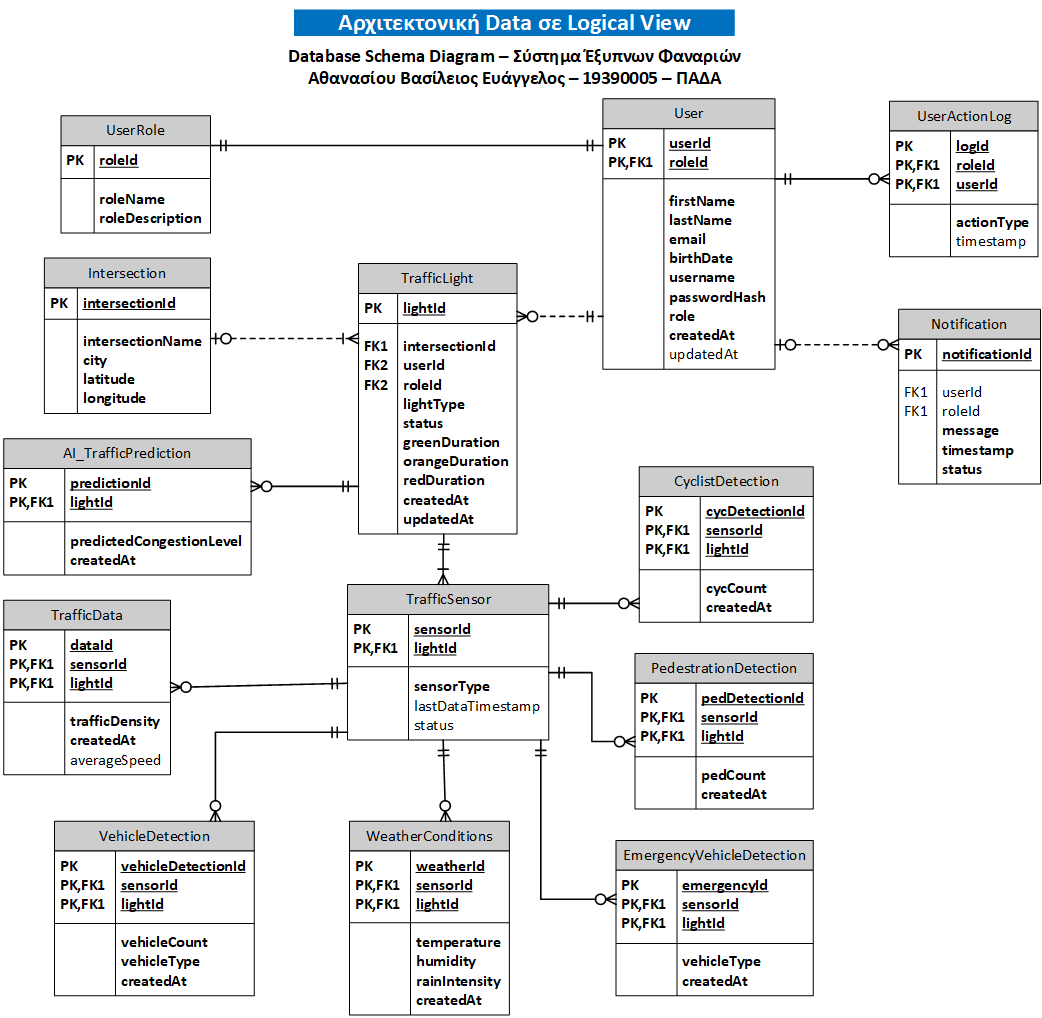 Αρχιτεκτονική Data σε Logical View
Database Schema Diagram – Σύστημα Έξυπνων Φαναριών
Αθανασίου Βασίλειος Ευάγγελος – 19390005 – ΠΑΔΑ
UserRole
PK roleId
roleName
roleDescription
User
PK userId
PK,FK1 roleId
firstName
lastName
email
birthDate
username
passwordHash
role
createdAt
updatedAt
UserActionLog
PK logId
PK,FK1 roleId
PK,FK1 userId
actionType
timestamp
Intersection
PK intersectionId
intersectionName
city
latitude
longitude
TrafficLight
PK lightId
FK1 intersectionId
FK2 userId
FK2 roleId
lightType
status
greenDuration
orangeDuration
redDuration
createdAt
updatedAt
Notification
PK notificationId
FK1 userId
FK1 roleId
message
timestamp
status
AI_TrafficPrediction
PK predictionId
PK,FK1 lightId
predictedCongestionLevel
createdAt
CyclistDetection
PK cycDetectionId
PK,FK1 sensorId
PK,FK1 lightId
cycCount
createdAt
TrafficData
PK dataId
PK,FK1 sensorId
PK,FK1 lightId
trafficDensity
createdAt
averageSpeed
TrafficSensor
PK sensorId
PK,FK1 lightId
sensorType
lastDataTimestamp
status
PedestrationDetection
PK pedDetectionId
PK,FK1 sensorId
PK,FK1 lightId
pedCount
createdAt
VehicleDetection
PK vehicleDetectionId
PK,FK1 sensorId
PK,FK1 lightId
vehicleCount
vehicleType
createdAt
WeatherConditions
PK weatherId
PK,FK1 sensorId
PK,FK1 lightId
temperature
humidity
rainIntensity
createdAt
EmergencyVehicleDetection
PK emergencyId
PK,FK1 sensorId
PK,FK1 lightId
vehicleType
createdAt